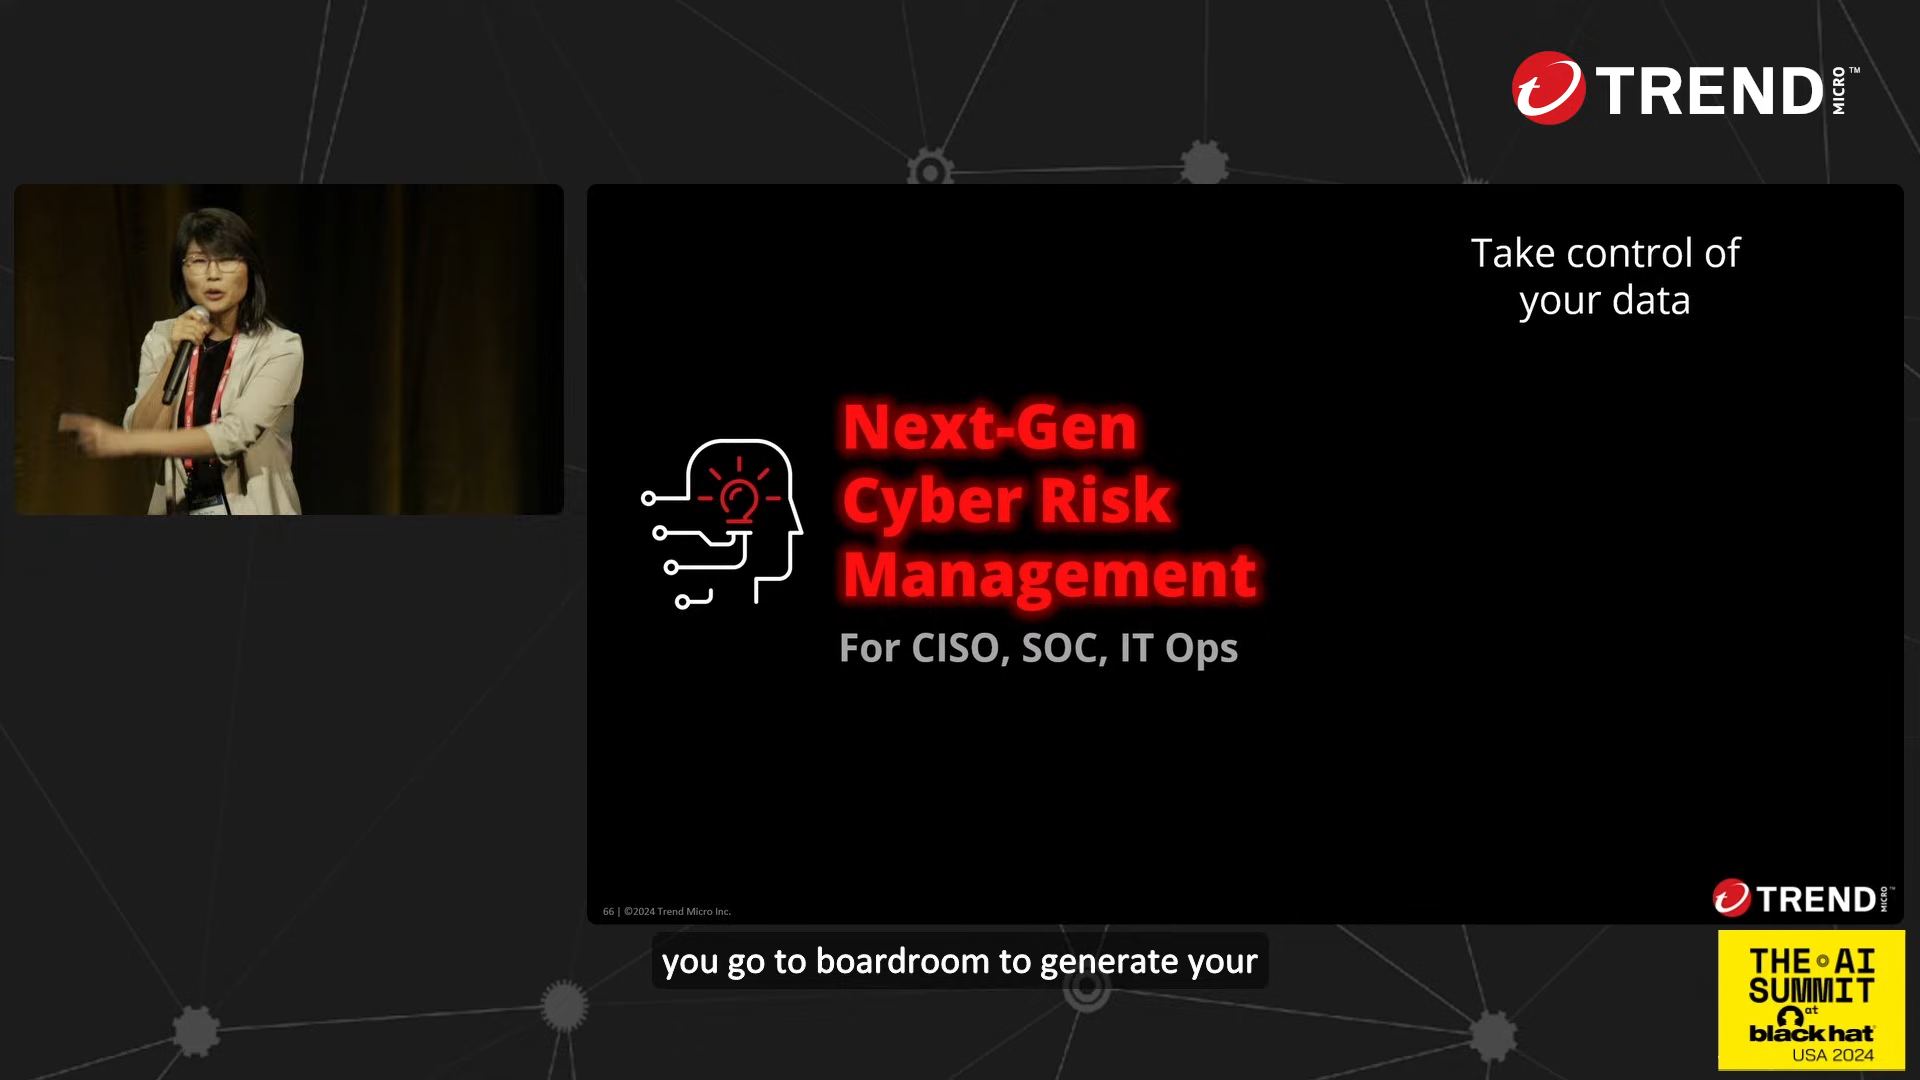 TREND MICRO™
Take control of
your data
Next-Gen
Cyber Risk
Management
For CISO, SOC, IT Ops
66 | ©2024 Trend Micro Inc.
TREND MICRO™
you go to boardroom to generate your
THE AI
SUMMIT
at
black hat
USA 2024